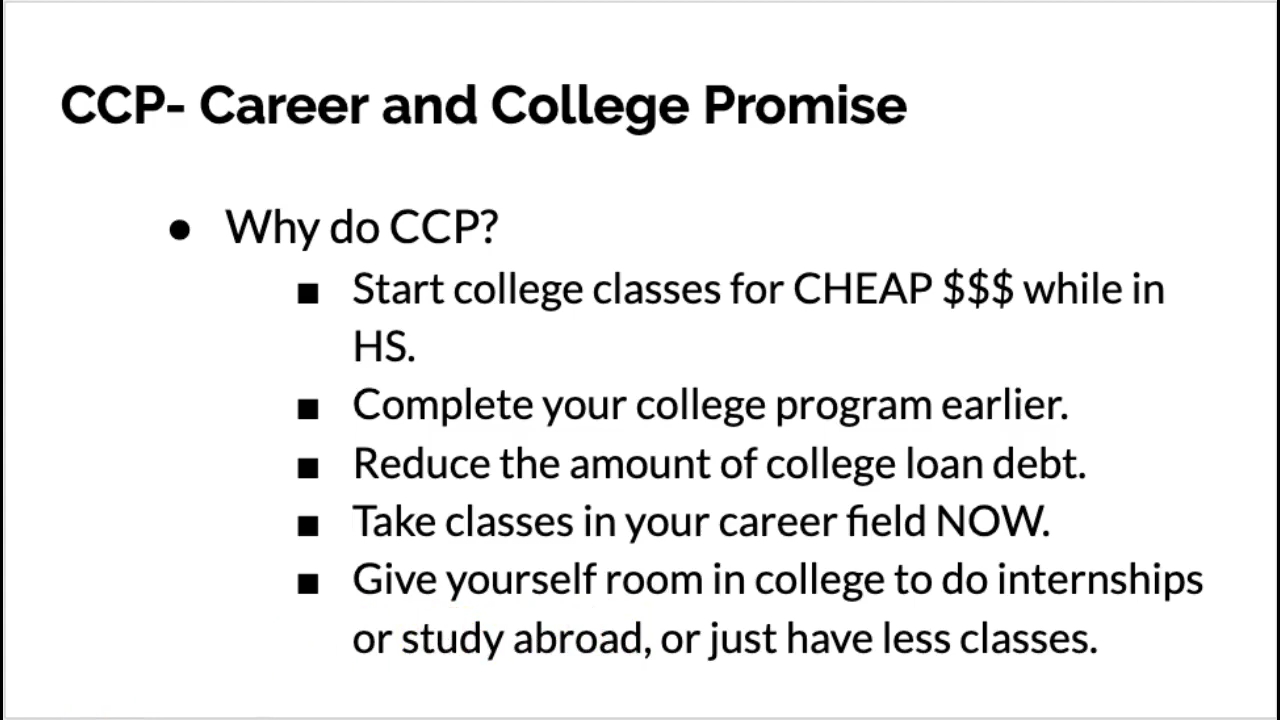 CCP- Career and College Promise
● Why do CCP?
■ Start college classes for CHEAP $$$ while in
HS.
■ Complete your college program earlier.
■ Reduce the amount of college loan debt.
■ Take classes in your career field NOW.
■ Give yourself room in college to do internships
or study abroad, or just have less classes.